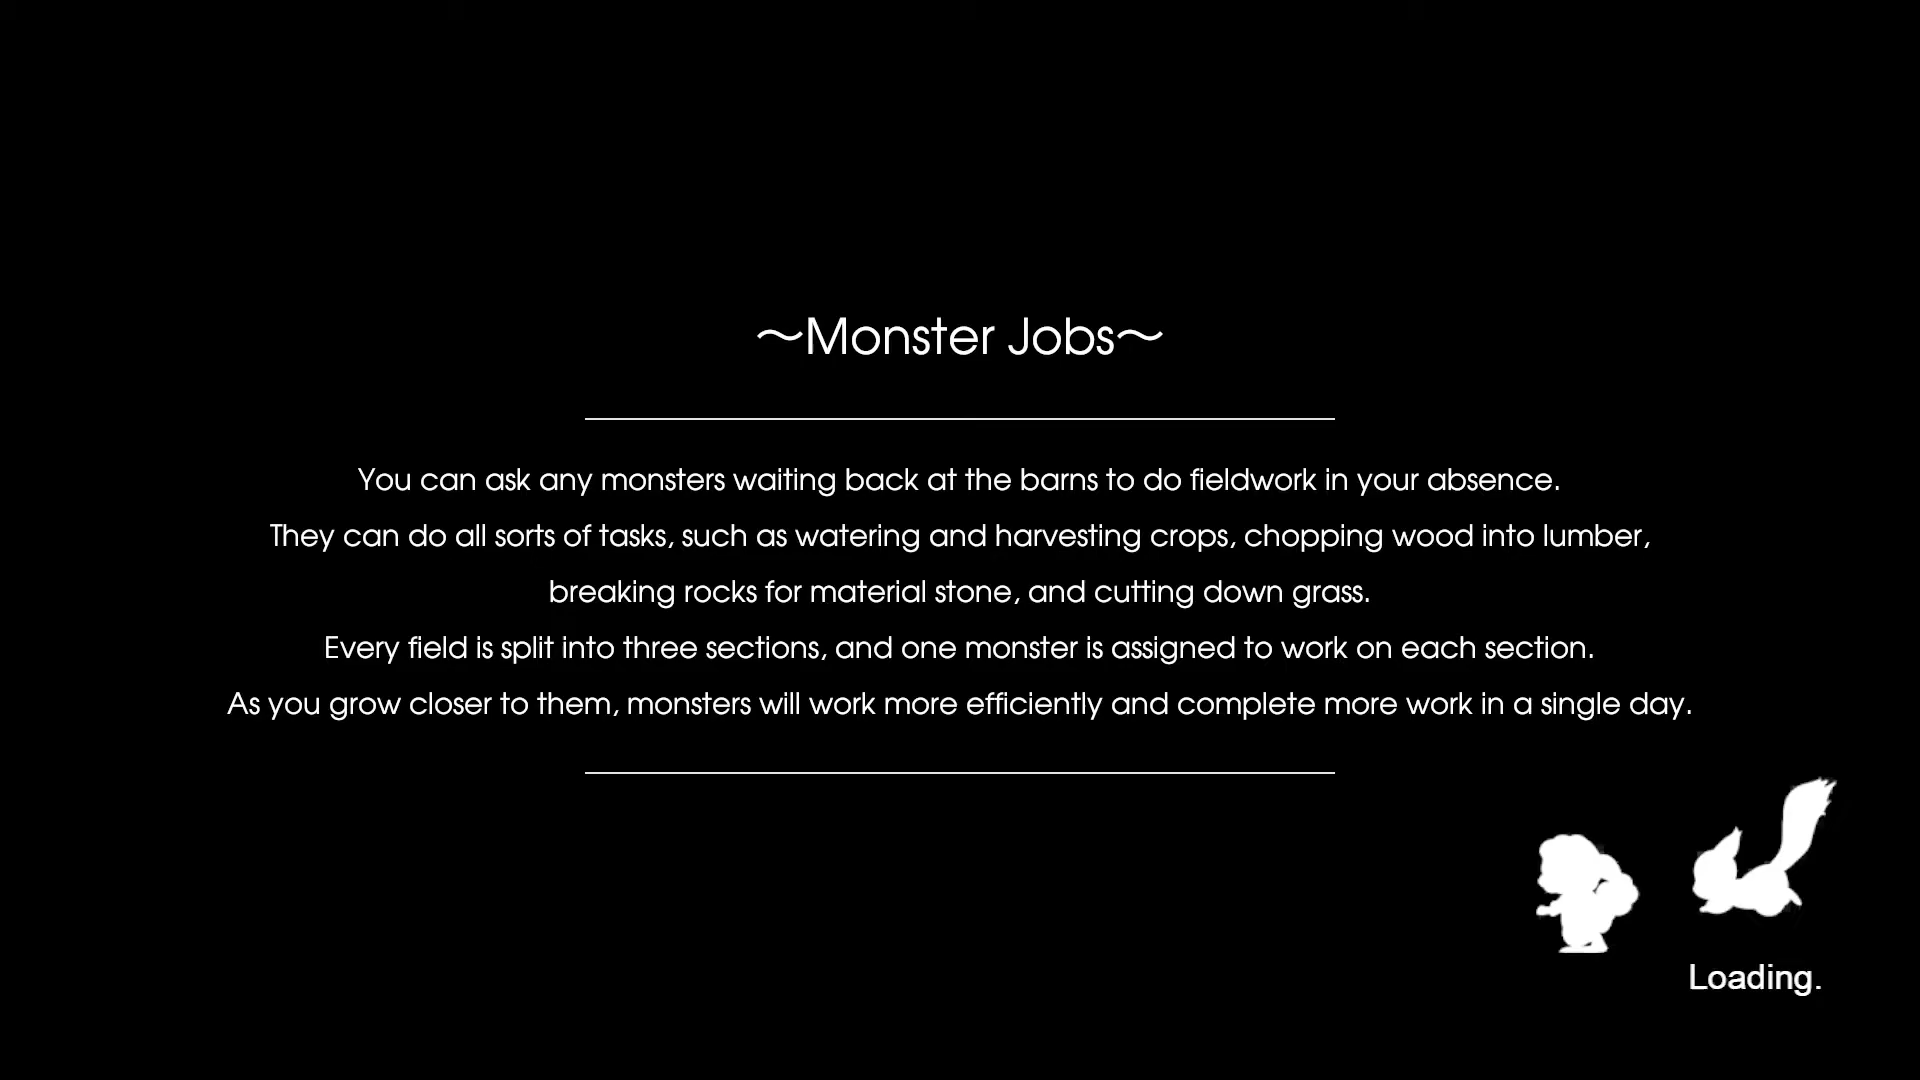 ～Monster Jobs～
You can ask any monsters waiting back at the barns to do fieldwork in your absence.
They can do all sorts of tasks, such as watering and harvesting crops, chopping wood into lumber,
breaking rocks for material stone, and cutting down grass.
Every field is split into three sections, and one monster is assigned to work on each section.
As you grow closer to them, monsters will work more efficiently and complete more work in a single day.
Loading.